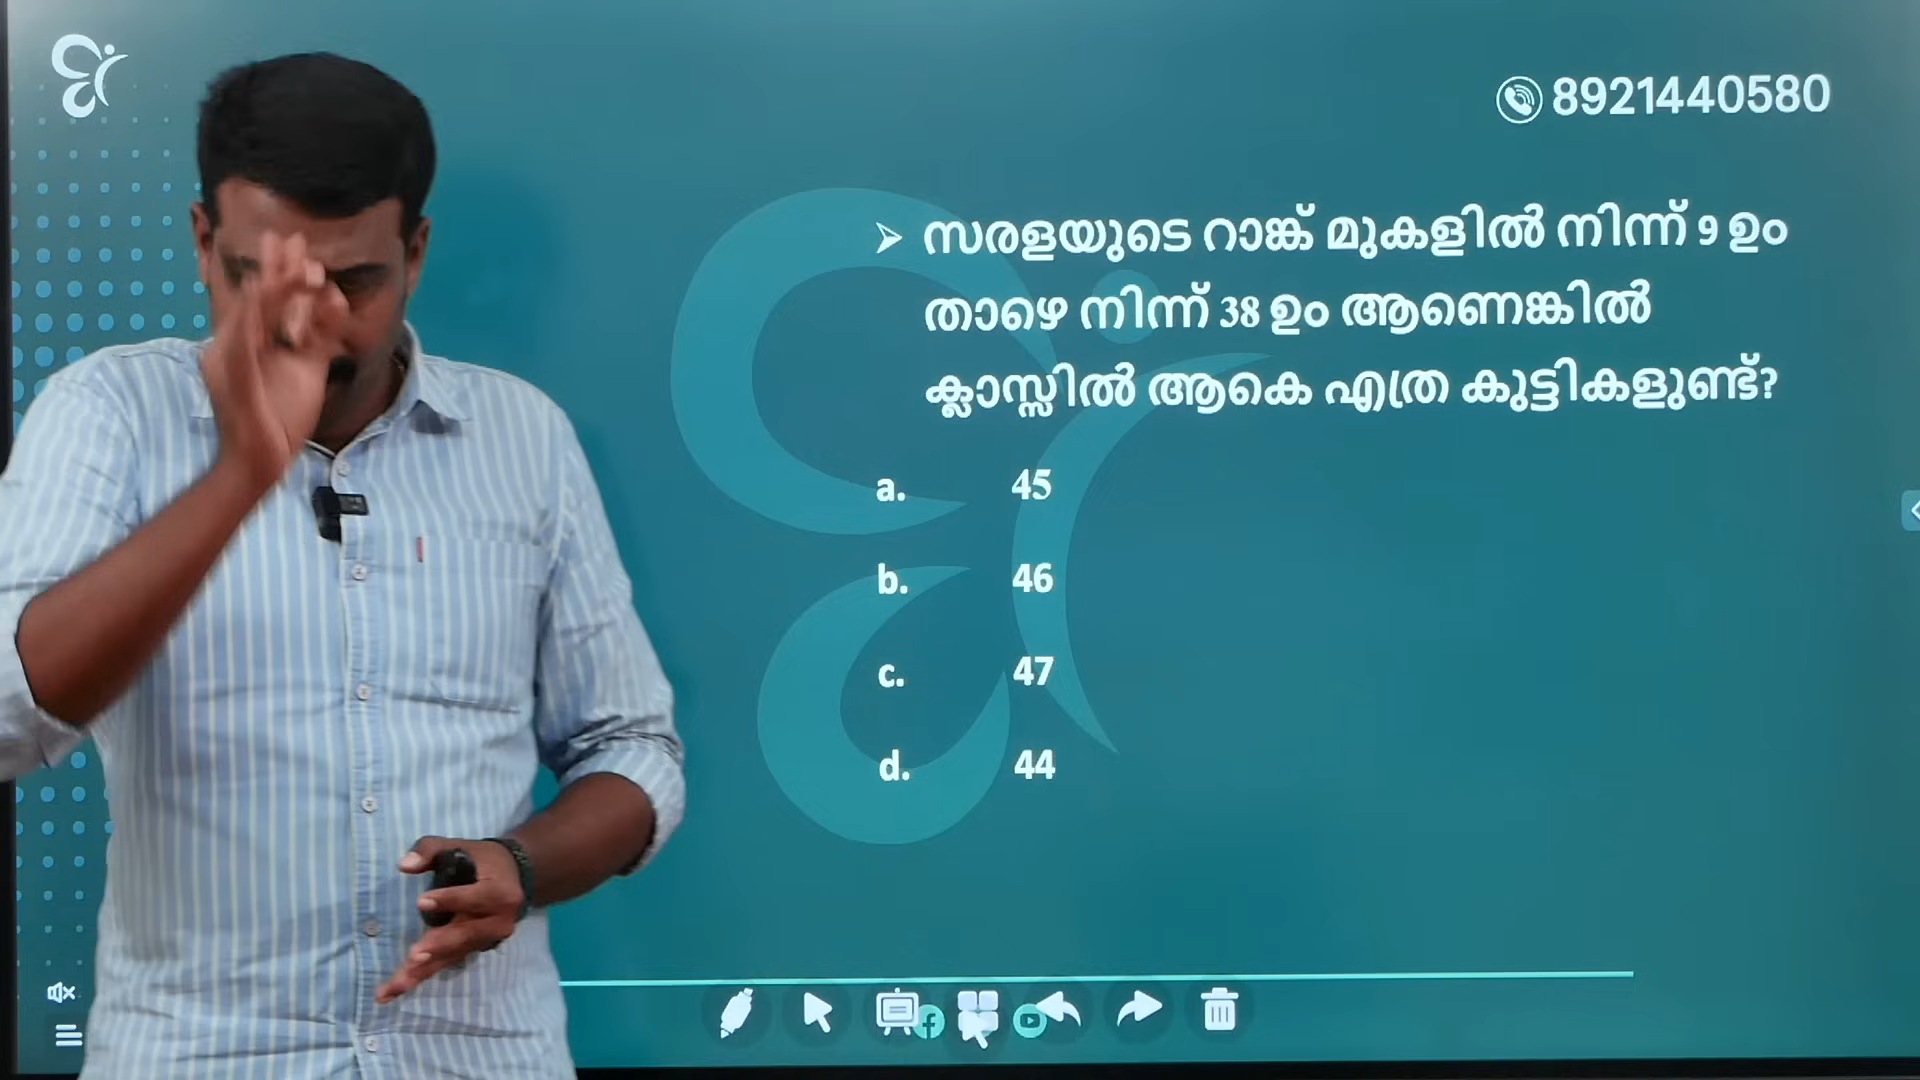 8921440580
➢ സരളയുടെ റാങ്ക് മുകളിൽ നിന്ന് 9 ഉം
താഴെ നിന്ന് 38 ഉം ആണെങ്കിൽ
ക്ലാസ്സിൽ ആകെ എത്ര കുട്ടികളുണ്ട്?
a. 45
b. 46
c. 47
d. 44